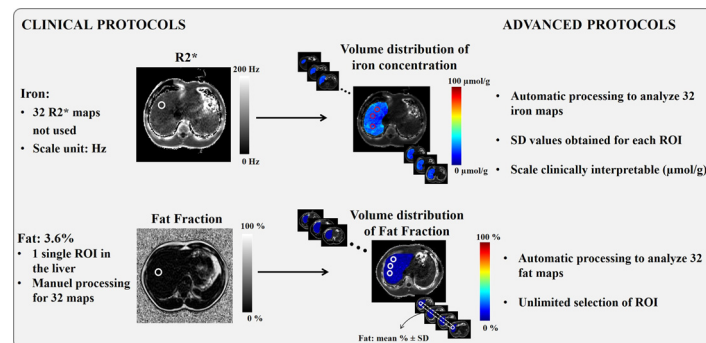 CLINICAL PROTOCOLS
ADVANCED PROTOCOLS
R2*
Volume distribution of
iron concentration
200 Hz
0 Hz
100 µmol/g
0 µmol/g
Iron:
• 32 R2* maps
not used
• Scale unit: Hz
• Automatic processing to analyze 32
iron maps
• SD values obtained for each ROI
• Scale clinically interpretable (µmol/g)
Fat Fraction
Volume distribution
of Fat Fraction
100 %
0 %
100 %
0 %
Fat: 3.6%
• 1 single ROI in
the liver
• Manuel processing
for 32 maps
• Automatic processing to analyze 32
fat maps
• Unlimited selection of ROI
Fat: mean % ± SD